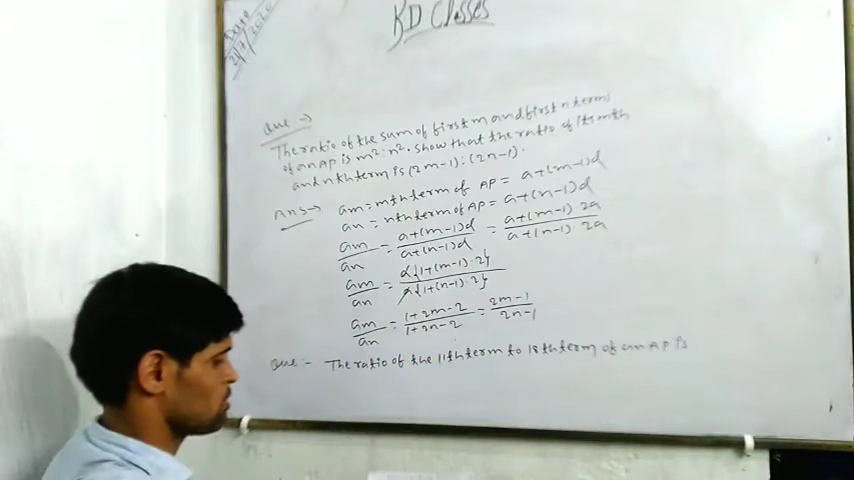 Date
21/7/2020
KD Classes
Que →
The ratio of the sum of first m and first n terms
of an AP is m²:n². show that the ratio of its mth
and nth term is (2m-1):(2n-1).
Ans→ am = mth term of AP = a+(m-1)d
an = nth term of AP = a+(n-1)d
am/an = a+(m-1)d/a+(n-1)d = a+(m-1) 2a/a+(n-1) 2a
am/an = a{1+(m-1).2}/a{1+(n-1).2}
am/an = 1+2m-2/1+2n-2 = 2m-1/2n-1
Que :- The ratio of the 11th term to 18th term of an AP is